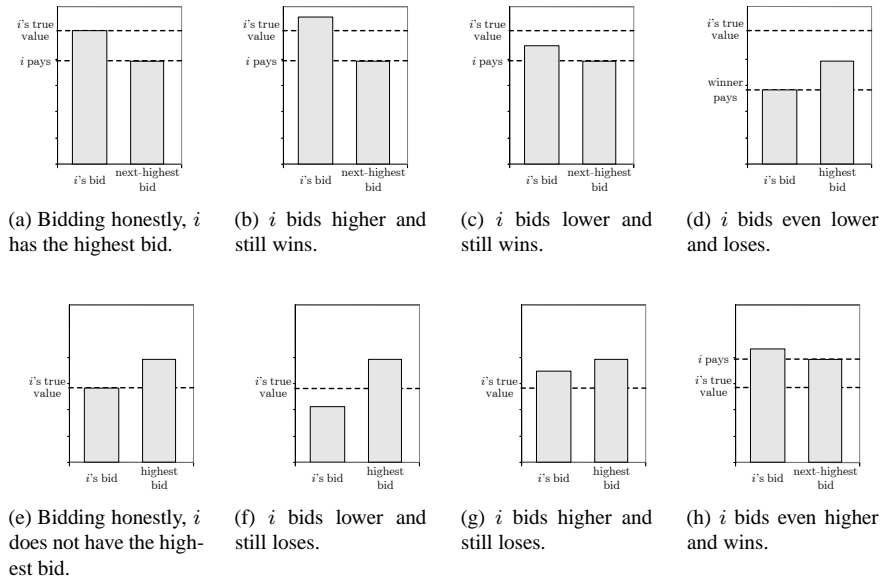 i's true
value
i pays
i's bid
next-highest
bid
(a) Bidding honestly, i
has the highest bid.
i's true
value
i pays
i's bid
next-highest
bid
(b) i bids higher and
still wins.
i's true
value
i pays
i's bid
next-highest
bid
(c) i bids lower and
still wins.
i's true
value
winner
pays
i's bid
highest
bid
(d) i bids even lower
and loses.
i's true
value
i's bid
highest
bid
(e) Bidding honestly, i
does not have the high-
est bid.
i's true
value
i's bid
highest
bid
(f) i bids lower and
still loses.
i's true
value
i's bid
highest
bid
(g) i bids higher and
still loses.
i pays
i's true
value
i's bid
next-highest
bid
(h) i bids even higher
and wins.